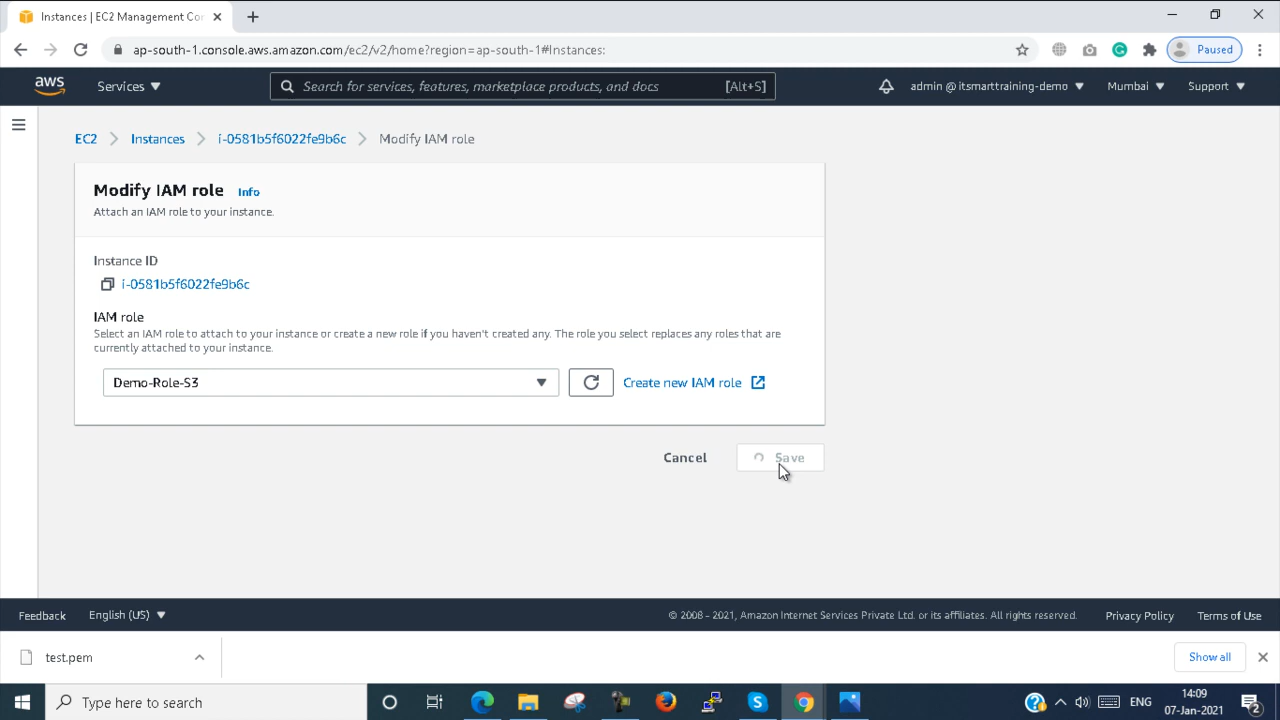 Instances | EC2 Management Cor
ap-south-1.console.aws.amazon.com/ec2/v2/home?region=ap-south-1#Instances:
Paused
aws
Services
Search for services, features, marketplace products, and docs
[Alt+S]
admin @ itsmarttraining-demo
Mumbai
Support
EC2
Instances
i-0581b5f6022fe9b6c
Modify IAM role
Modify IAM role
Info
Attach an IAM role to your instance.
Instance ID
i-0581b5f6022fe9b6c
IAM role
Select an IAM role to attach to your instance or create a new role if you haven't created any. The role you select replaces any roles that are
currently attached to your instance.
Demo-Role-S3
Create new IAM role
Cancel
Save
Feedback
English (US)
© 2008 - 2021, Amazon Internet Services Private Ltd. or its affiliates. All rights reserved.
Privacy Policy
Terms of Use
test.pem
Show all
Type here to search
ENG
14:09
07-Jan-2021
2